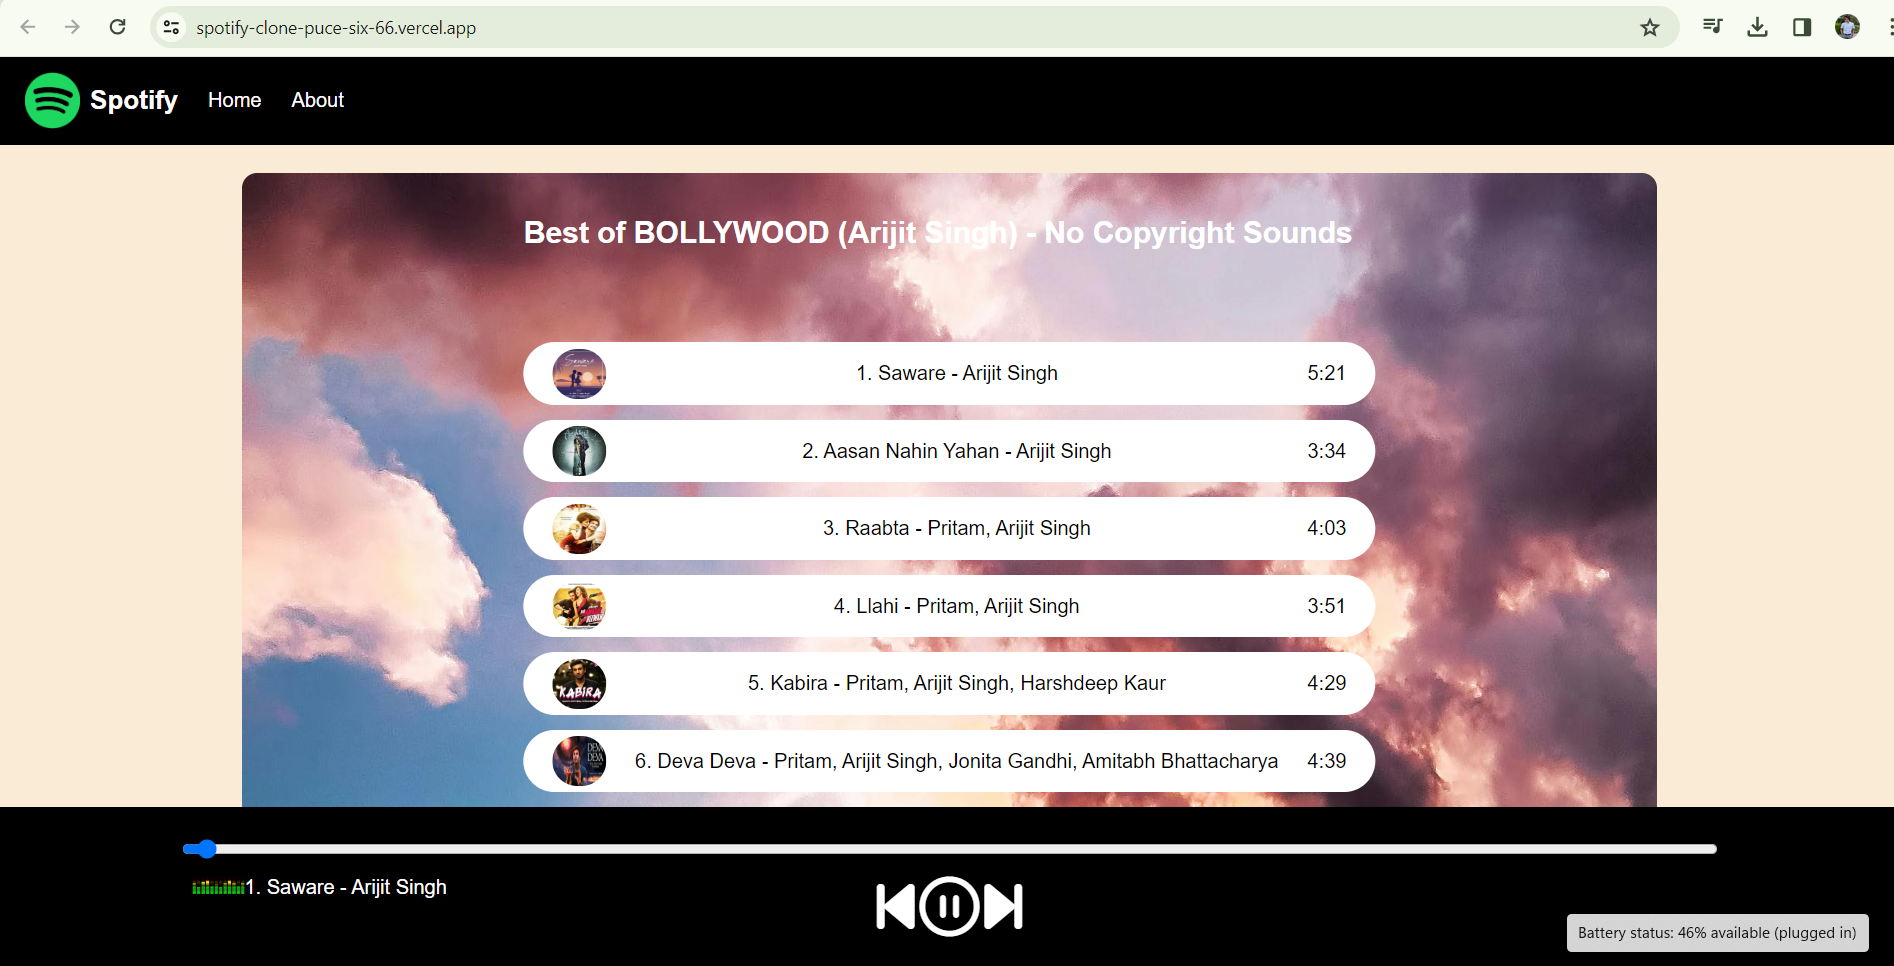 spotify-clone-puce-six-66.vercel.app
Spotify Home About
Best of BOLLYWOOD (Arijit Singh) - No Copyright Sounds
1. Saware - Arijit Singh 5:21
2. Aasan Nahin Yahan - Arijit Singh 3:34
3. Raabta - Pritam, Arijit Singh 4:03
4. Llahi - Pritam, Arijit Singh 3:51
KABIRA
5. Kabira - Pritam, Arijit Singh, Harshdeep Kaur 4:29
6. Deva Deva - Pritam, Arijit Singh, Jonita Gandhi, Amitabh Bhattacharya 4:39
1. Saware - Arijit Singh
Battery status: 46% available (plugged in)